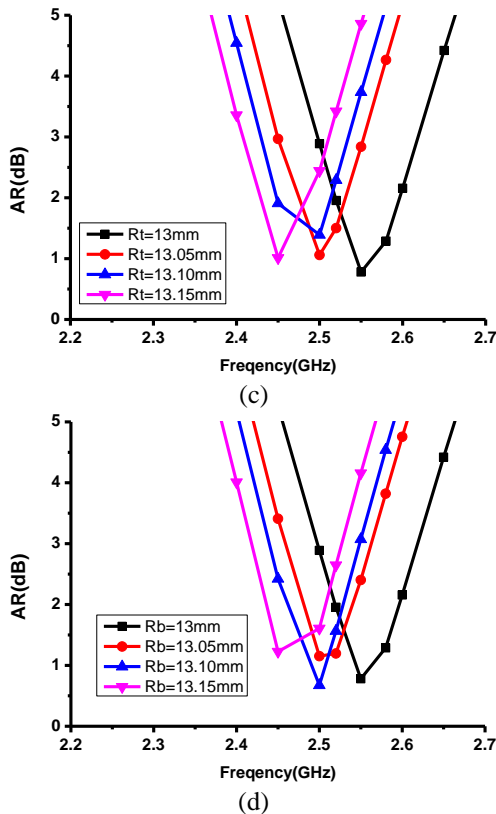 5
4
3
2
1
0
AR(dB)
Rt=13mm
Rt=13.05mm
Rt=13.10mm
Rt=13.15mm
2.2 2.3 2.4 2.5 2.6 2.7
Freqency(GHz)
(c)
5
4
3
2
1
0
AR(dB)
Rb=13mm
Rb=13.05mm
Rb=13.10mm
Rb=13.15mm
2.2 2.3 2.4 2.5 2.6 2.7
Freqency(GHz)
(d)